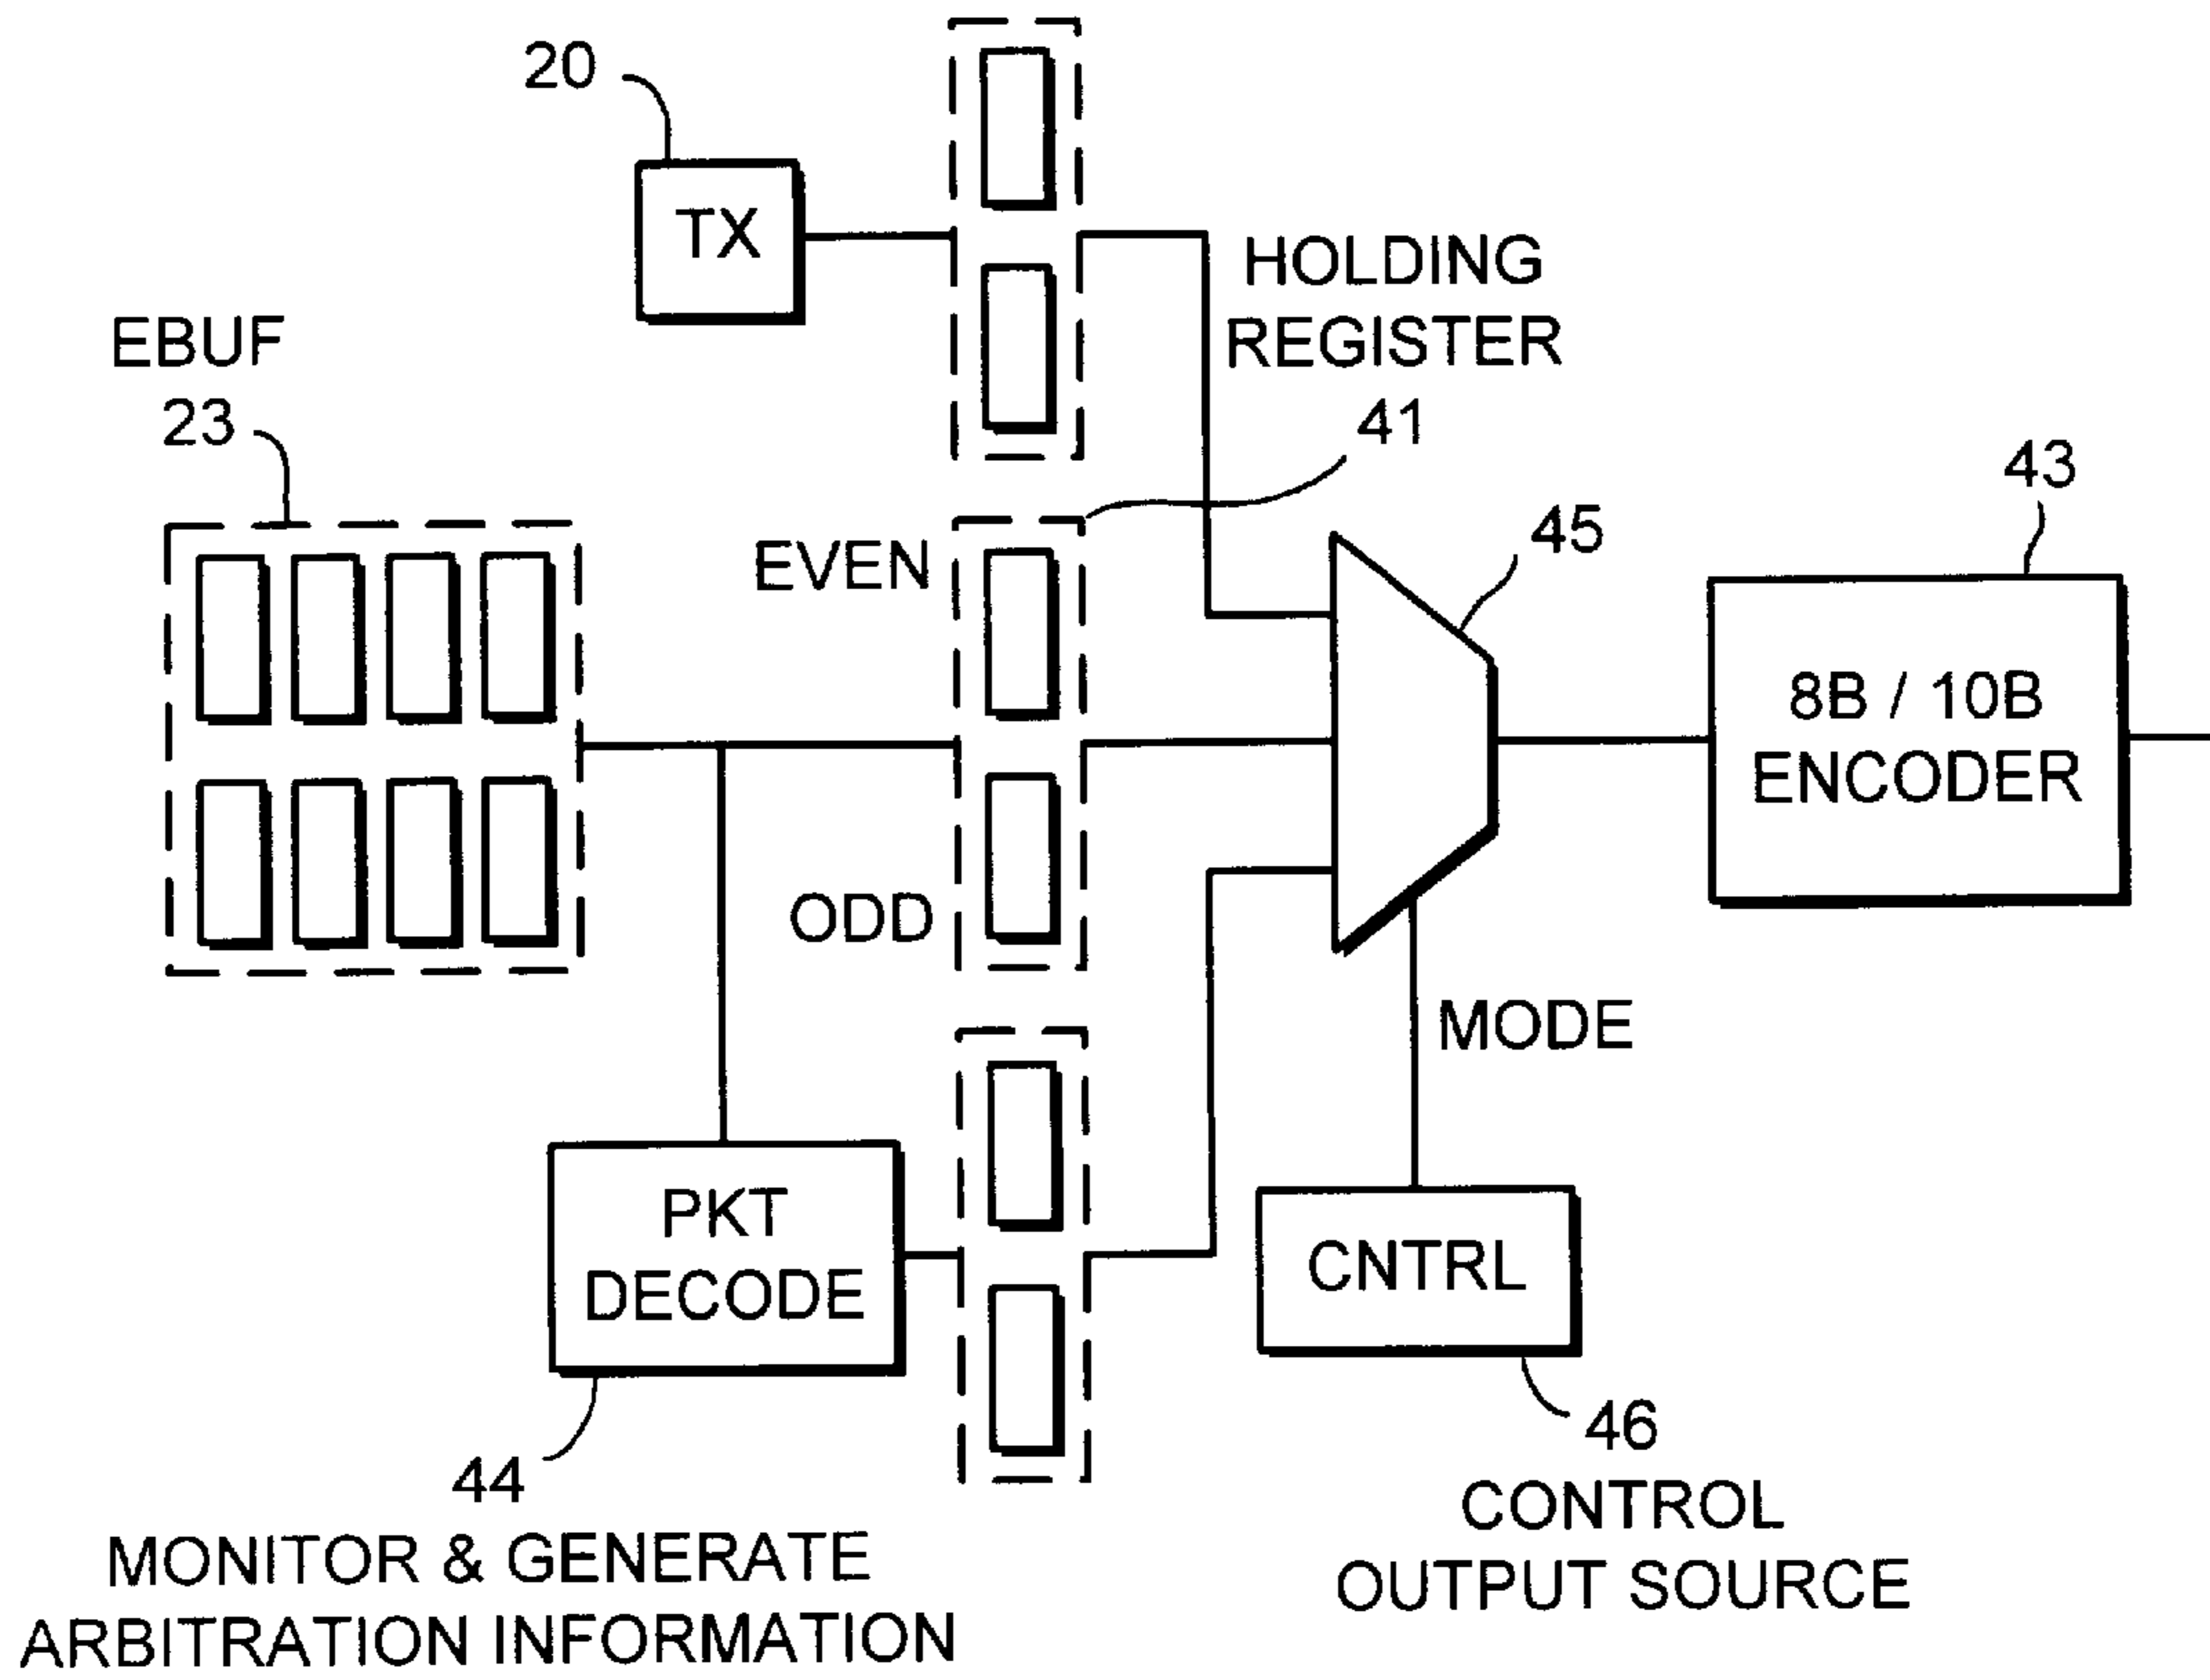 20
TX
HOLDING
REGISTER
41
EBUF
23
EVEN
ODD
45
43
8B / 10B
ENCODER
MODE
PKT
DECODE
44
MONITOR & GENERATE
ARBITRATION INFORMATION
CNTRL
46
CONTROL
OUTPUT SOURCE